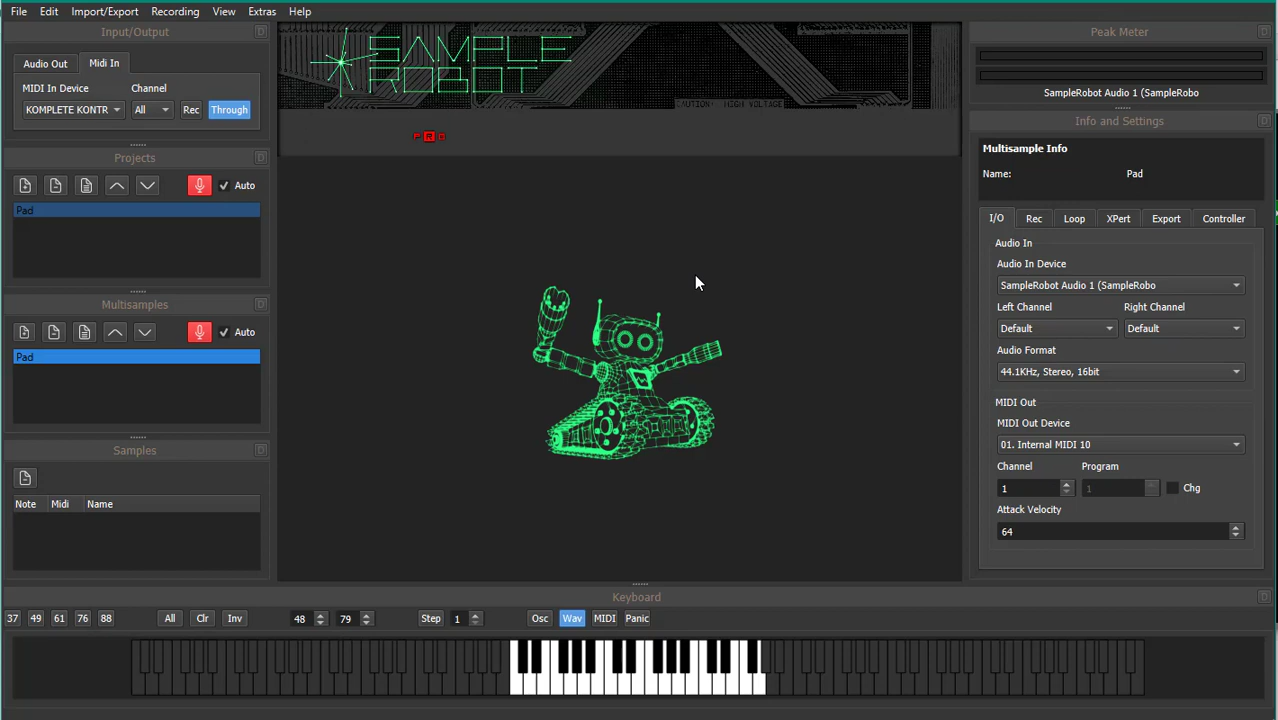 File Edit Import/Export Recording View Extras Help
Input/Output
Audio Out Midi In
MIDI In Device Channel
KOMPLETE KONTR All Rec Through
Projects
Auto
Pad
Multisamples
Auto
Pad
Samples
Note Midi Name
SAMPLE
ROBOT
CAUTION: HIGH VOLTAGE
Peak Meter
SampleRobot Audio 1 (SampleRobo
Info and Settings
Multisample Info
Name: Pad
I/O Rec Loop XPert Export Controller
Audio In
Audio In Device
SampleRobot Audio 1 (SampleRobo
Left Channel Right Channel
Default Default
Audio Format
44.1KHz, Stereo, 16bit
MIDI Out
MIDI Out Device
01. Internal MIDI 10
Channel Program
1 1 Chg
Attack Velocity
64
Keyboard
37 49 61 76 88 All Clr Inv 48 79 Step 1 Osc Wav MIDI Panic